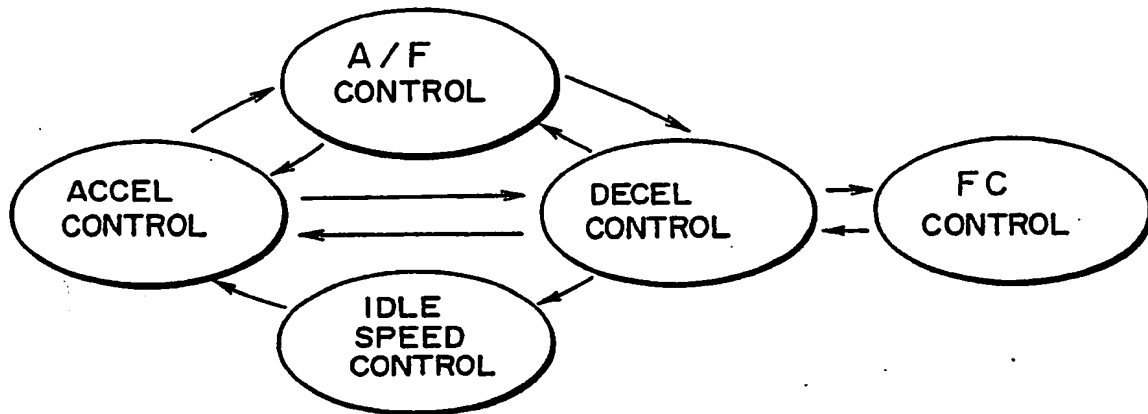 A/F
CONTROL
ACCEL
CONTROL
DECEL
CONTROL
FC
CONTROL
IDLE
SPEED
CONTROL